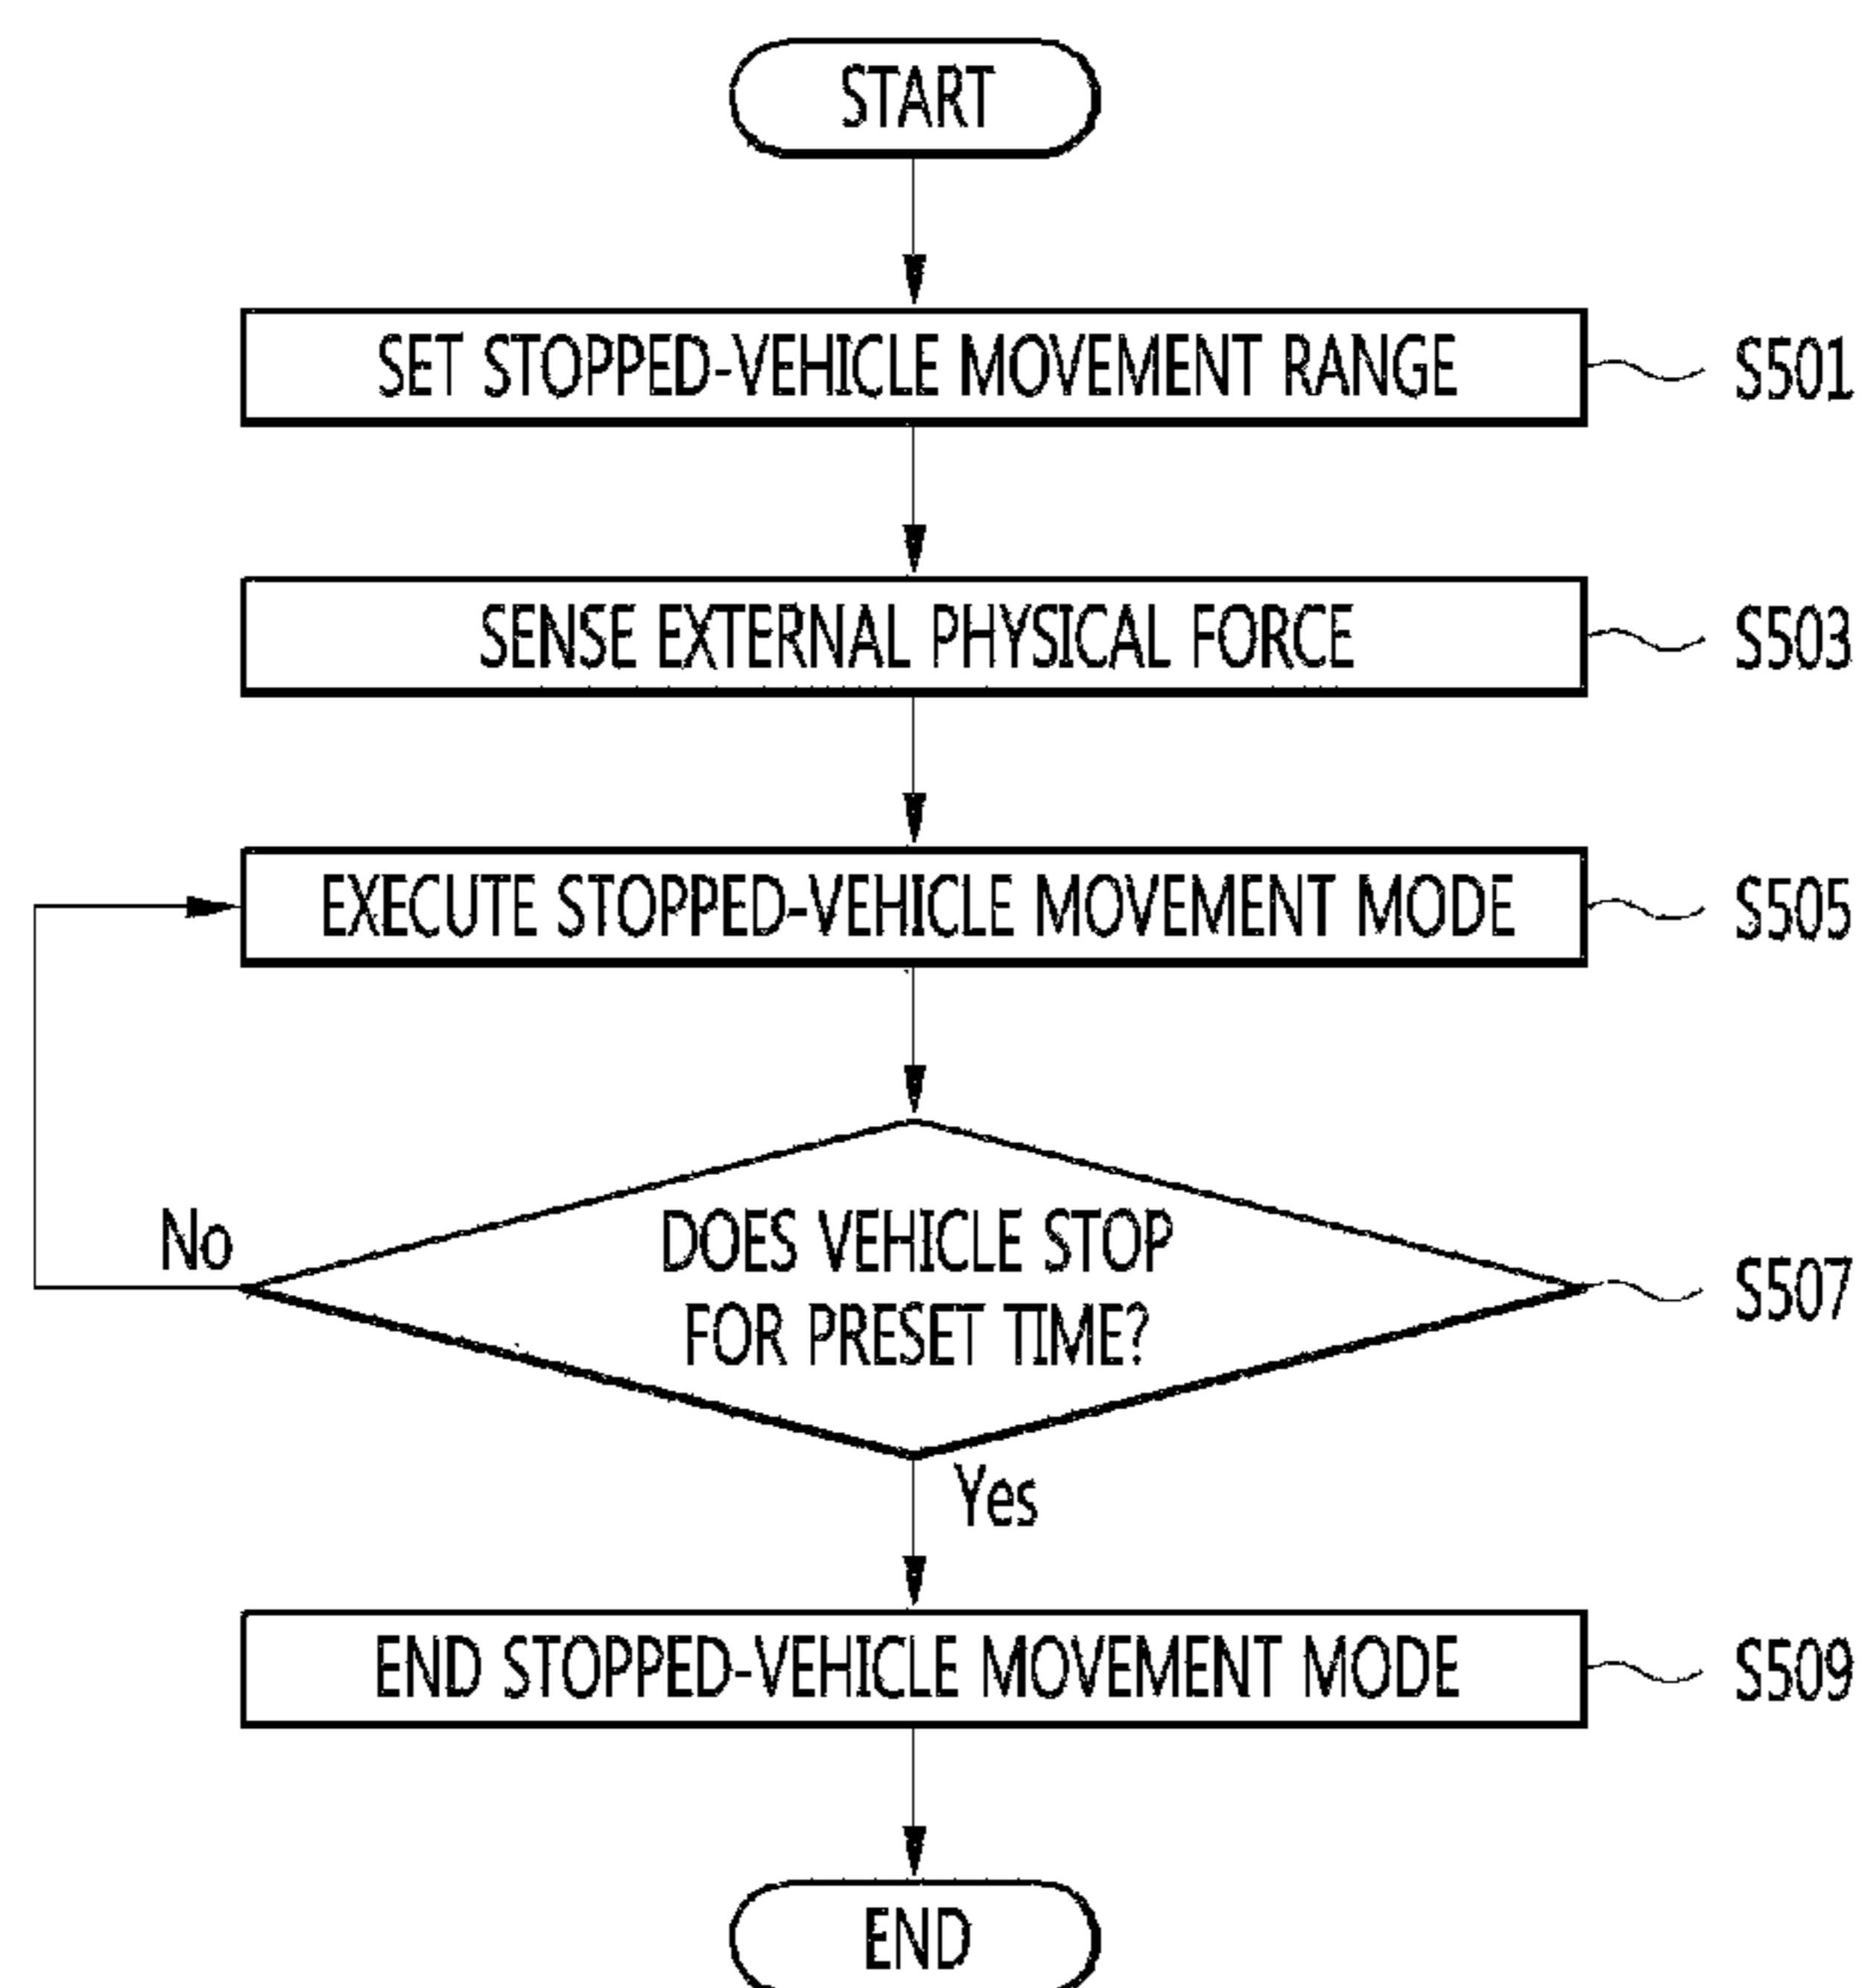 START
SET STOPPED-VEHICLE MOVEMENT RANGE
S501
SENSE EXTERNAL PHYSICAL FORCE
S503
EXECUTE STOPPED-VEHICLE MOVEMENT MODE
S505
No
DOES VEHICLE STOP
FOR PRESET TIME?
S507
Yes
END STOPPED-VEHICLE MOVEMENT MODE
S509
END